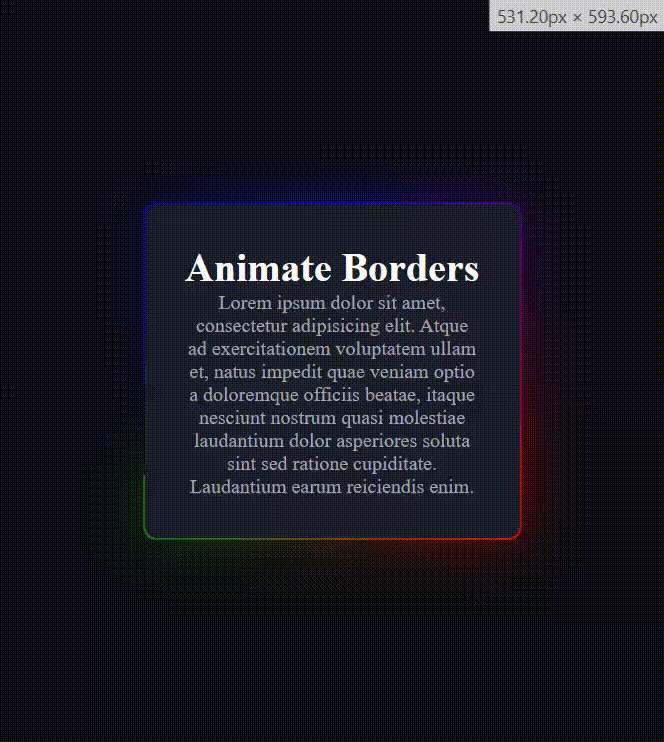 531.20px × 593.60px
Animate Borders
Lorem ipsum dolor sit amet,
consectetur adipisicing elit. Atque
ad exercitationem voluptatem ullam
et, natus impedit quae veniam optio
a doloremque officiis beatae, itaque
nesciunt nostrum quasi molestiae
laudantium dolor asperiores soluta
sint sed ratione cupiditate.
Laudantium earum reiciendis enim.